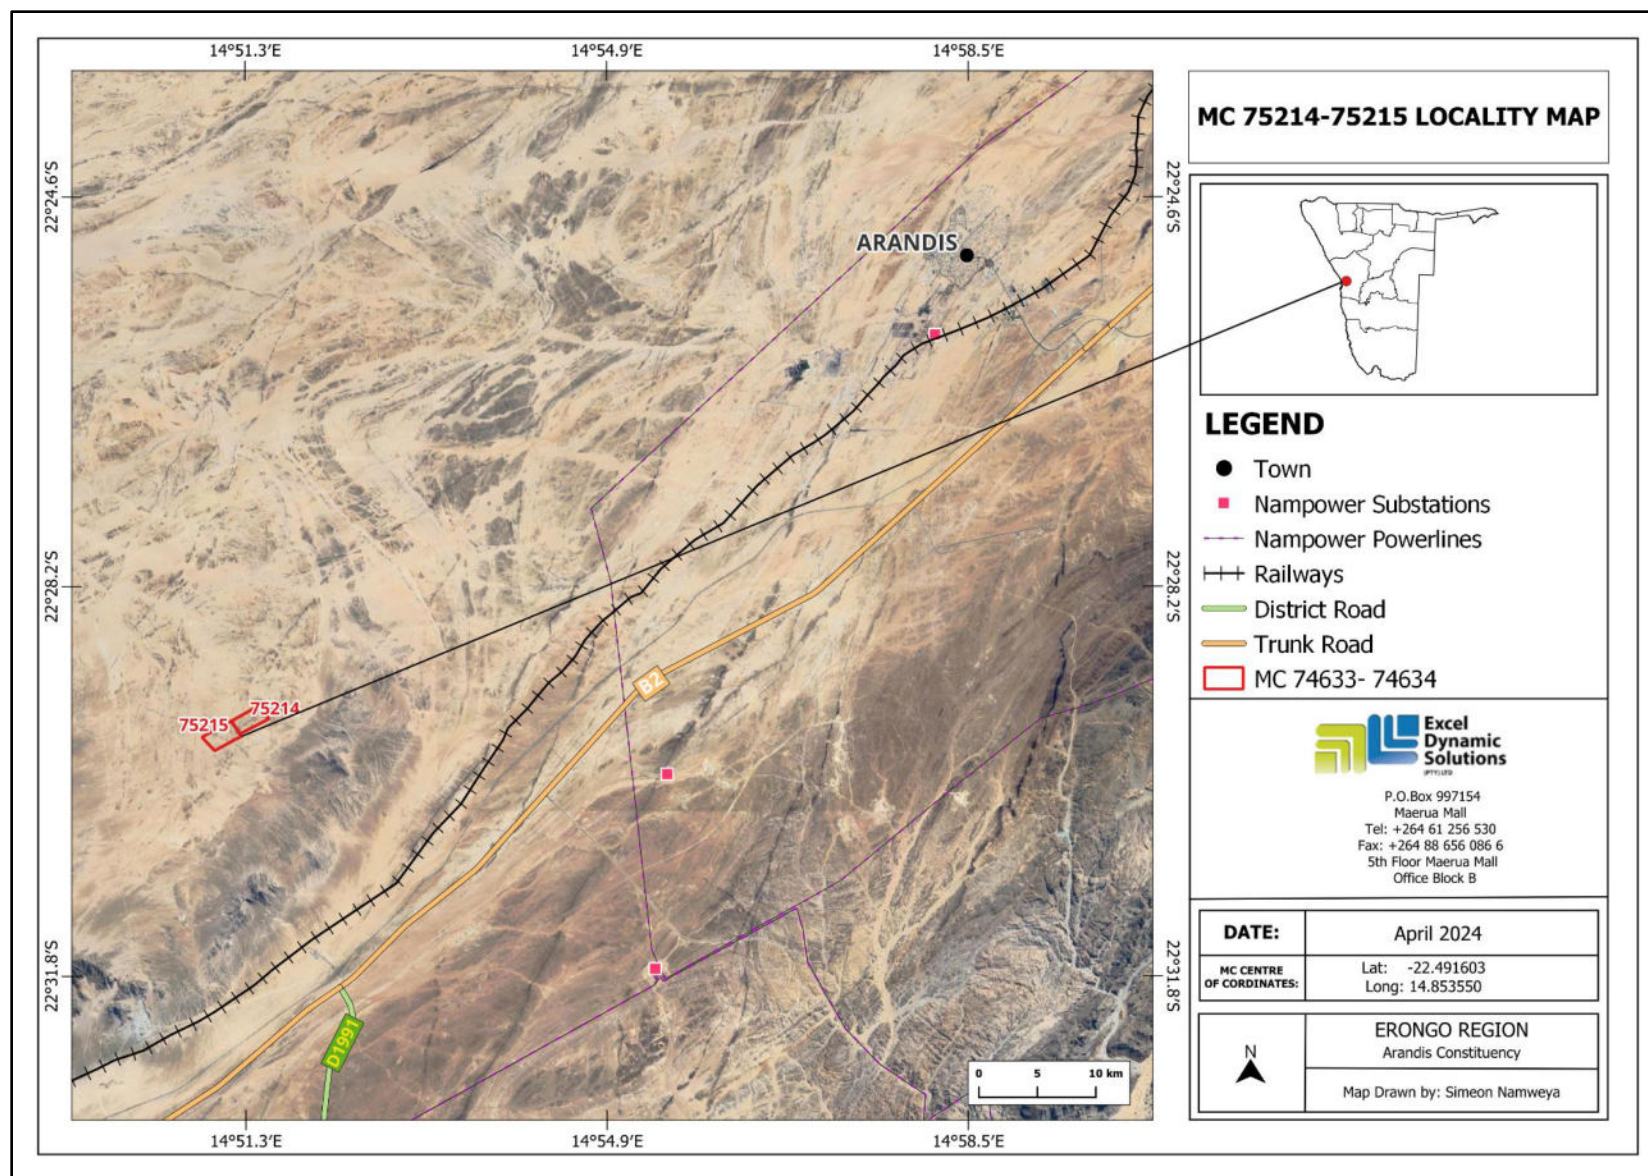 14°51.3'E
14°54.9'E
14°58.5'E
22°24.6'S
22°24.6'S
ARANDIS
22°28.2'S
22°28.2'S
B2
75214
75215
22°31.8'S
22°31.8'S
D1991
0 5 10 km
14°51.3'E
14°54.9'E
14°58.5'E
MC 75214-75215 LOCALITY MAP
LEGEND
Town
Nampower Substations
Nampower Powerlines
Railways
District Road
Trunk Road
MC 74633- 74634
Excel
Dynamic
Solutions
(PTY) LTD
P.O.Box 997154
Maerua Mall
Tel: +264 61 256 530
Fax: +264 88 656 086 6
5th Floor Maerua Mall
Office Block B
DATE:
April 2024
MC CENTRE
OF CORDINATES:
Lat: -22.491603
Long: 14.853550
N
ERONGO REGION
Arandis Constituency
Map Drawn by: Simeon Namweya